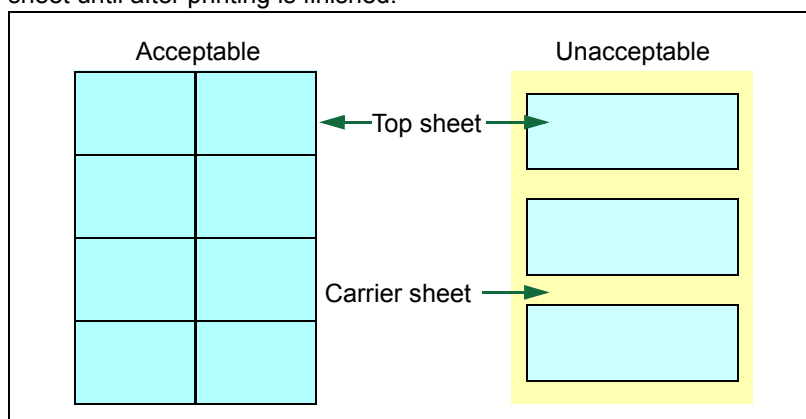 sheet until after printing is finished.
Acceptable
Unacceptable
Top sheet
Carrier sheet